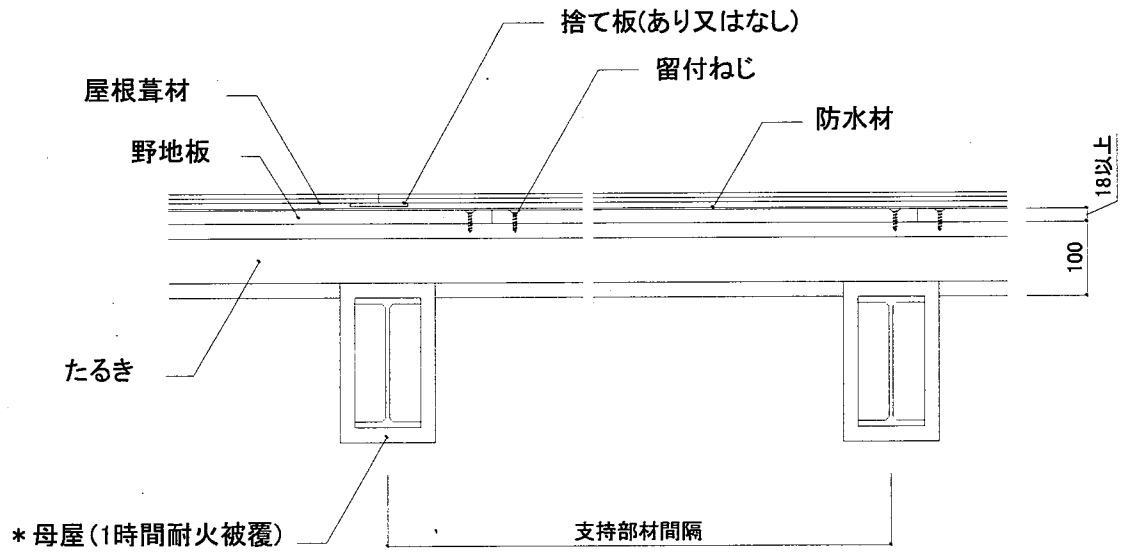 捨て板(あり又はなし)
留付ねじ
屋根葺材
防水材
野地板
18以上
100
たるき
*母屋(1時間耐火被覆)
支持部材間隔